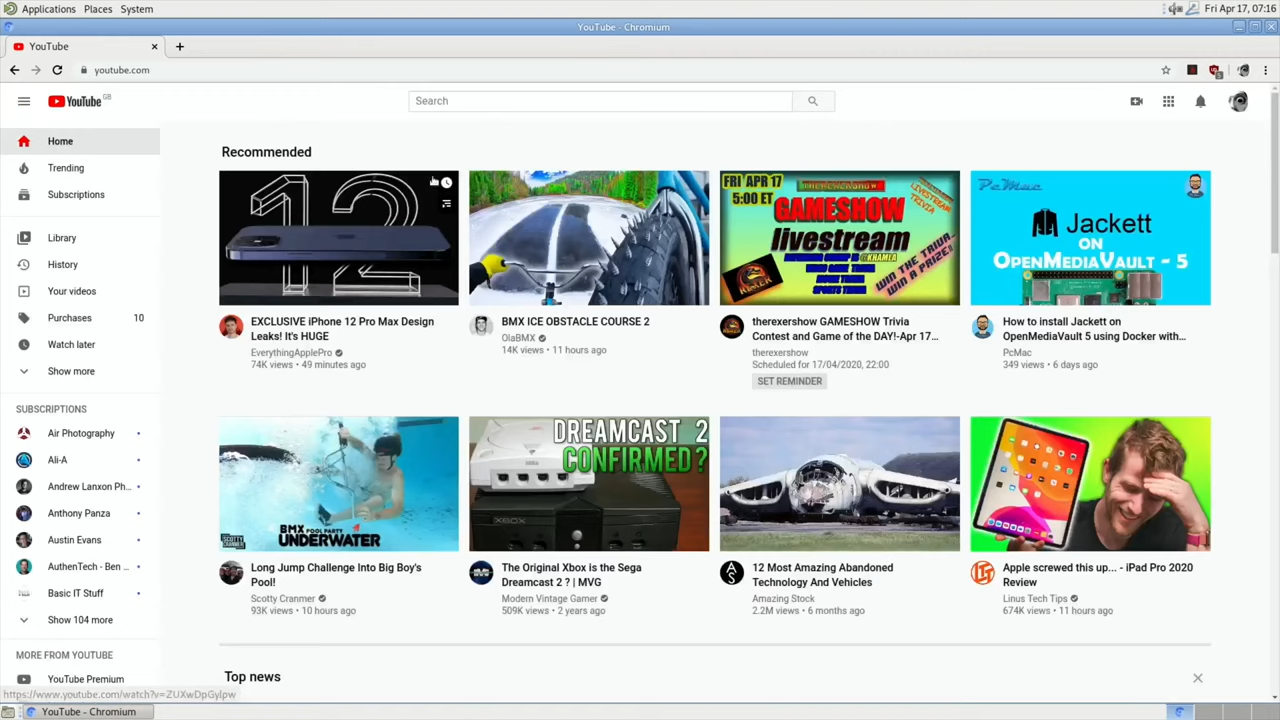 Applications Places System
Fri Apr 17, 07:16
YouTube - Chromium
YouTube
youtube.com
YouTube GB
Search
Home
Trending
Subscriptions
Library
History
Your videos
Purchases 10
Watch later
Show more
SUBSCRIPTIONS
Air Photography
Ali-A
Andrew Lanxon Ph...
Anthony Panza
Austin Evans
AuthenTech - Ben ...
Basic IT Stuff
Show 104 more
MORE FROM YOUTUBE
YouTube Premium
Recommended
12
EXCLUSIVE iPhone 12 Pro Max Design
Leaks! It's HUGE
EverythingApplePro
74K views • 49 minutes ago
BMX ICE OBSTACLE COURSE 2
OlaBMX
14K views • 11 hours ago
FRI APR 17
5:00 ET
THEREXERSHOW
LIVESTREAM
TRIVIA
GAMESHOW
livestream
WIN THE TRIVIA
WIN A PRIZE!
therexershow GAMESHOW Trivia
Contest and Game of the DAY!-Apr 17...
therexershow
Scheduled for 17/04/2020, 22:00
SET REMINDER
PcMac
Jackett
ON
OPENMEDIAVAULT - 5
How to install Jackett on
OpenMediaVault 5 using Docker with...
PcMac
349 views • 6 days ago
SCOTTY
CRANMER
BMX POOL PARTY
UNDERWATER
Long Jump Challenge Into Big Boy's
Pool!
Scotty Cranmer
93K views • 10 hours ago
DREAMCAST 2
CONFIRMED?
XBOX
The Original Xbox is the Sega
Dreamcast 2 ? | MVG
Modern Vintage Gamer
509K views • 2 years ago
12 Most Amazing Abandoned
Technology And Vehicles
Amazing Stock
2.2M views • 6 months ago
Apple screwed this up... - iPad Pro 2020
Review
Linus Tech Tips
674K views • 11 hours ago
Top news
https://www.youtube.com/watch?v=ZUXwDpGylpw
YouTube - Chromium